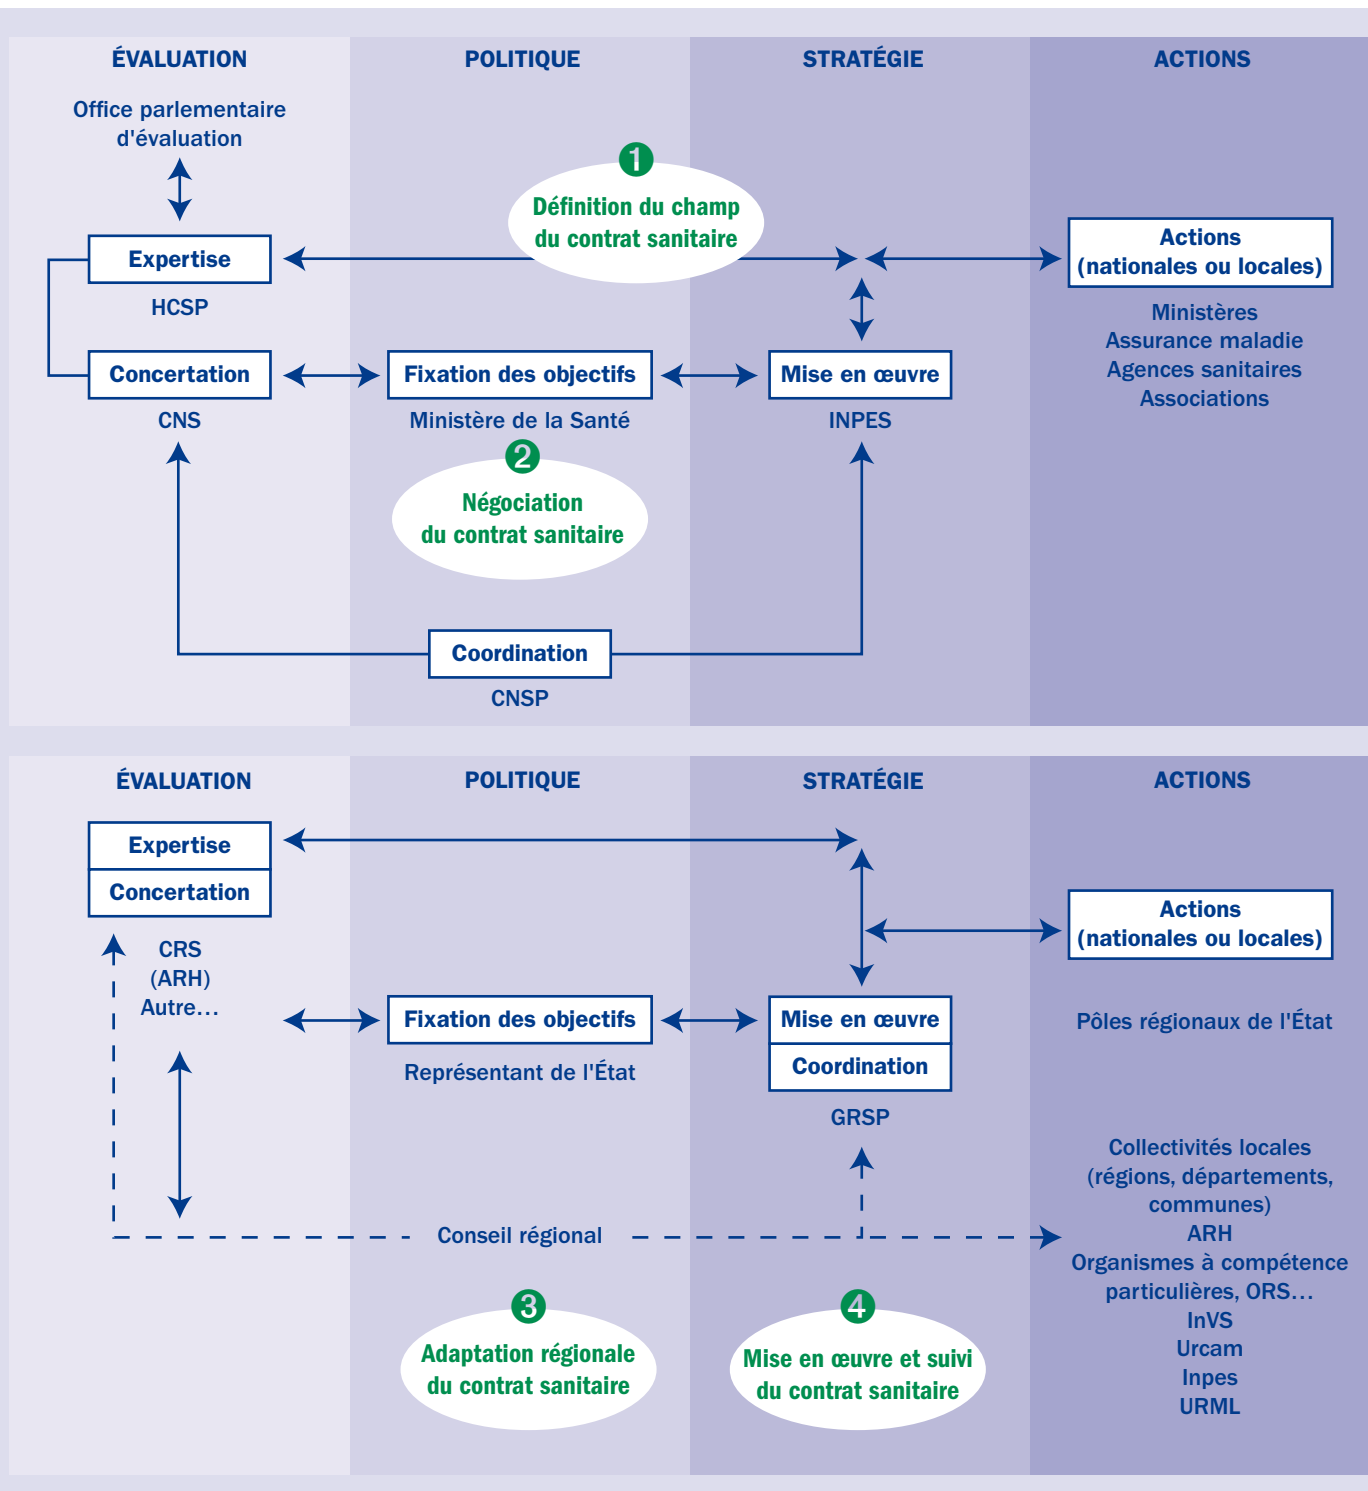 ÉVALUATION
POLITIQUE
STRATÉGIE
ACTIONS
Office parlementaire
d'évaluation
1
Définition du champ
du contrat sanitaire
Expertise
HCSP
Actions
(nationales ou locales)
Ministères
Assurance maladie
Agences sanitaires
Associations
Concertation
CNS
Fixation des objectifs
Ministère de la Santé
Mise en œuvre
INPES
2
Négociation
du contrat sanitaire
Coordination
CNSP
ÉVALUATION
POLITIQUE
STRATÉGIE
ACTIONS
Expertise
Concertation
CRS
(ARH)
Autre…
Actions
(nationales ou locales)
Fixation des objectifs
Représentant de l'État
Mise en œuvre
Coordination
GRSP
Pôles régionaux de l'État
Conseil régional
Collectivités locales
(régions, départements,
communes)
ARH
Organismes à compétence
particulières, ORS…
InVS
Urcam
Inpes
URML
3
Adaptation régionale
du contrat sanitaire
4
Mise en œuvre et suivi
du contrat sanitaire